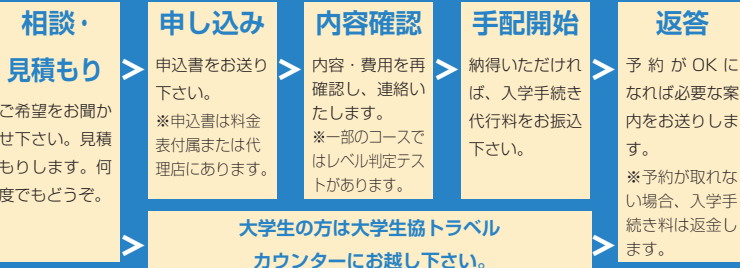 相談・
見積もり
ご希望をお聞か
せ下さい。見積
もりします。何
度でもどうぞ。
>
申し込み
申込書をお送り
下さい。
※申込書は料金
表付属または代
理店にあります。
>
内容確認
内容・費用を再
確認し、連絡い
たします。
※一部のコースで
はレベル判定テス
トがあります。
>
手配開始
納得いただけれ
ば、入学手続き
代行料をお振込
下さい。
>
返答
予約がOKに
なれば必要な案
内をお送りしま
す。
※予約が取れな
い場合、入学手
続き料は返金し
ます。
>
大学生の方は大学生協トラベル
カウンターにお越し下さい。
>